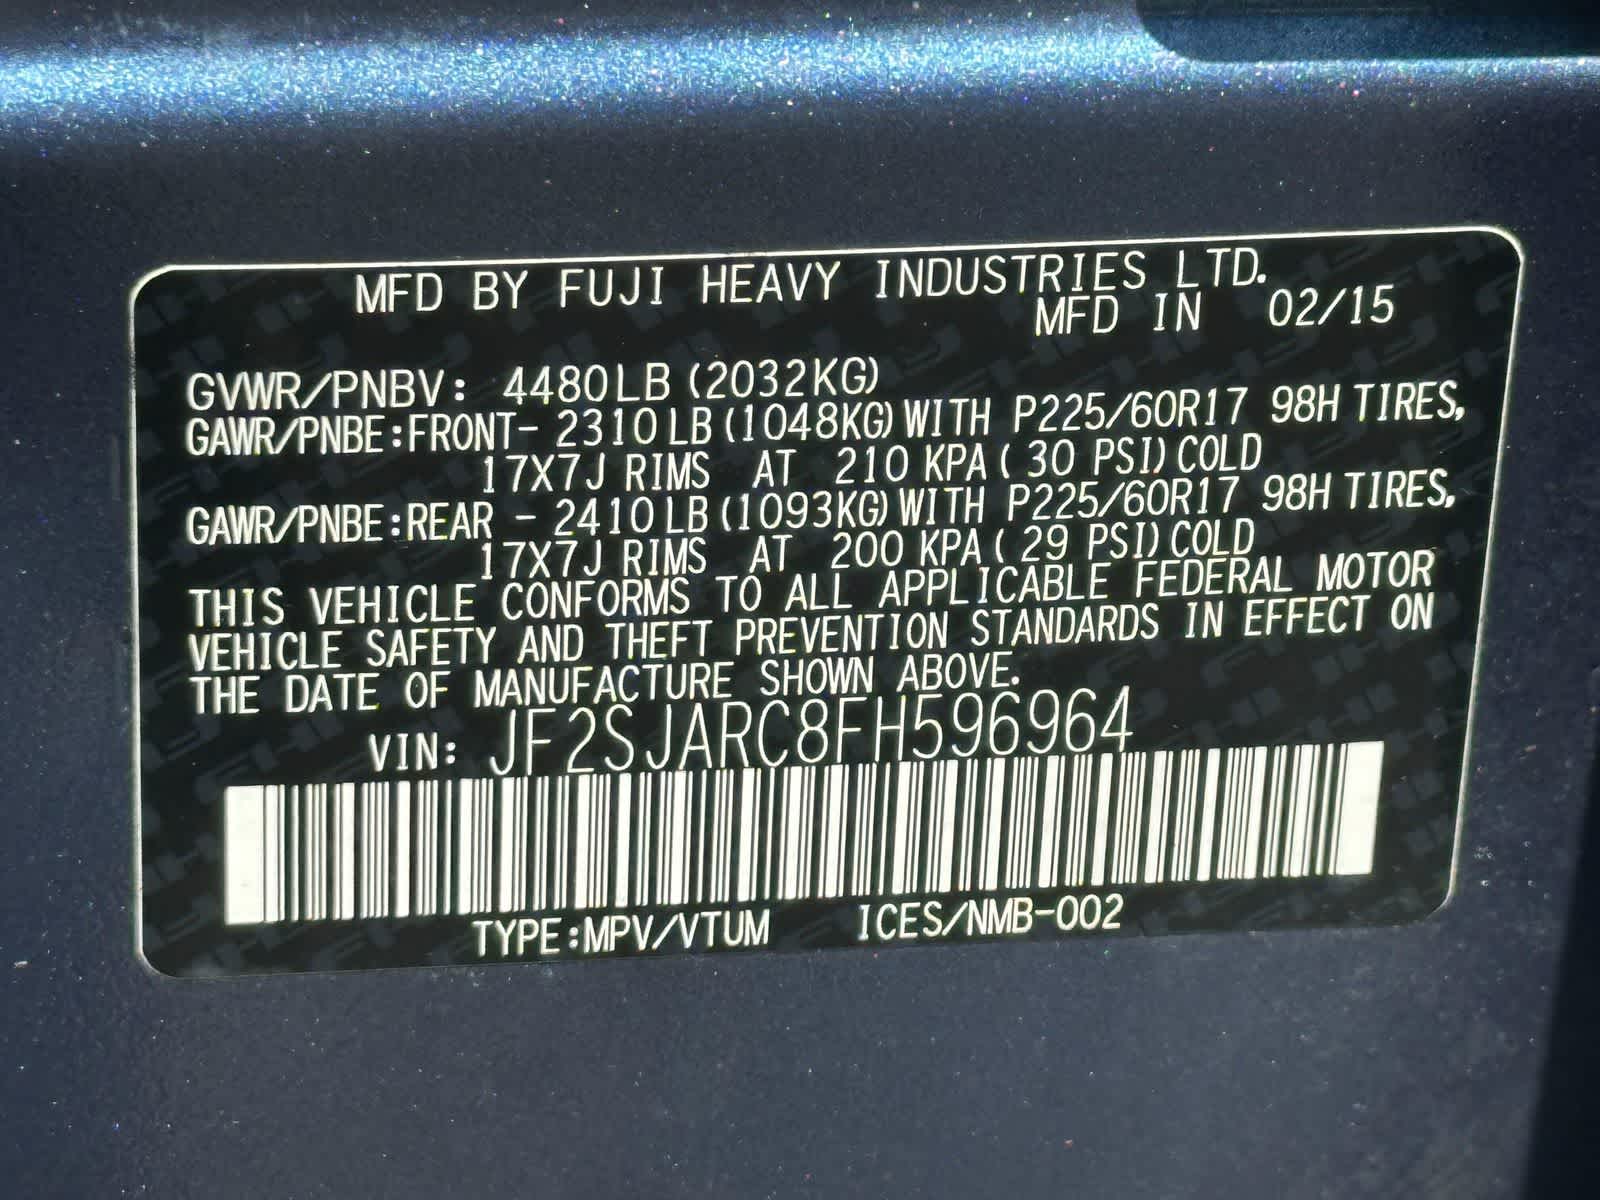 MFD BY FUJI HEAVY INDUSTRIES LTD.
MFD IN 02/15
GVWR/PNBV: 4480LB (2032KG)
GAWR/PNBE:FRONT- 2310LB(1048KG)WITH P225/60R17 98H TIRES,
17X7J RIMS AT 210 KPA( 30 PSI)COLD
GAWR/PNBE:REAR - 2410LB(1093KG)WITH P225/60R17 98H TIRES,
17X7J RIMS AT 200 KPA( 29 PSI)COLD
THIS VEHICLE CONFORMS TO ALL APPLICABLE FEDERAL MOTOR
VEHICLE SAFETY AND THEFT PREVENTION STANDARDS IN EFFECT ON
THE DATE OF MANUFACTURE SHOWN ABOVE.
VIN: JF2SJARC8FH596964
TYPE:MPV/VTUM ICES/NMB-002